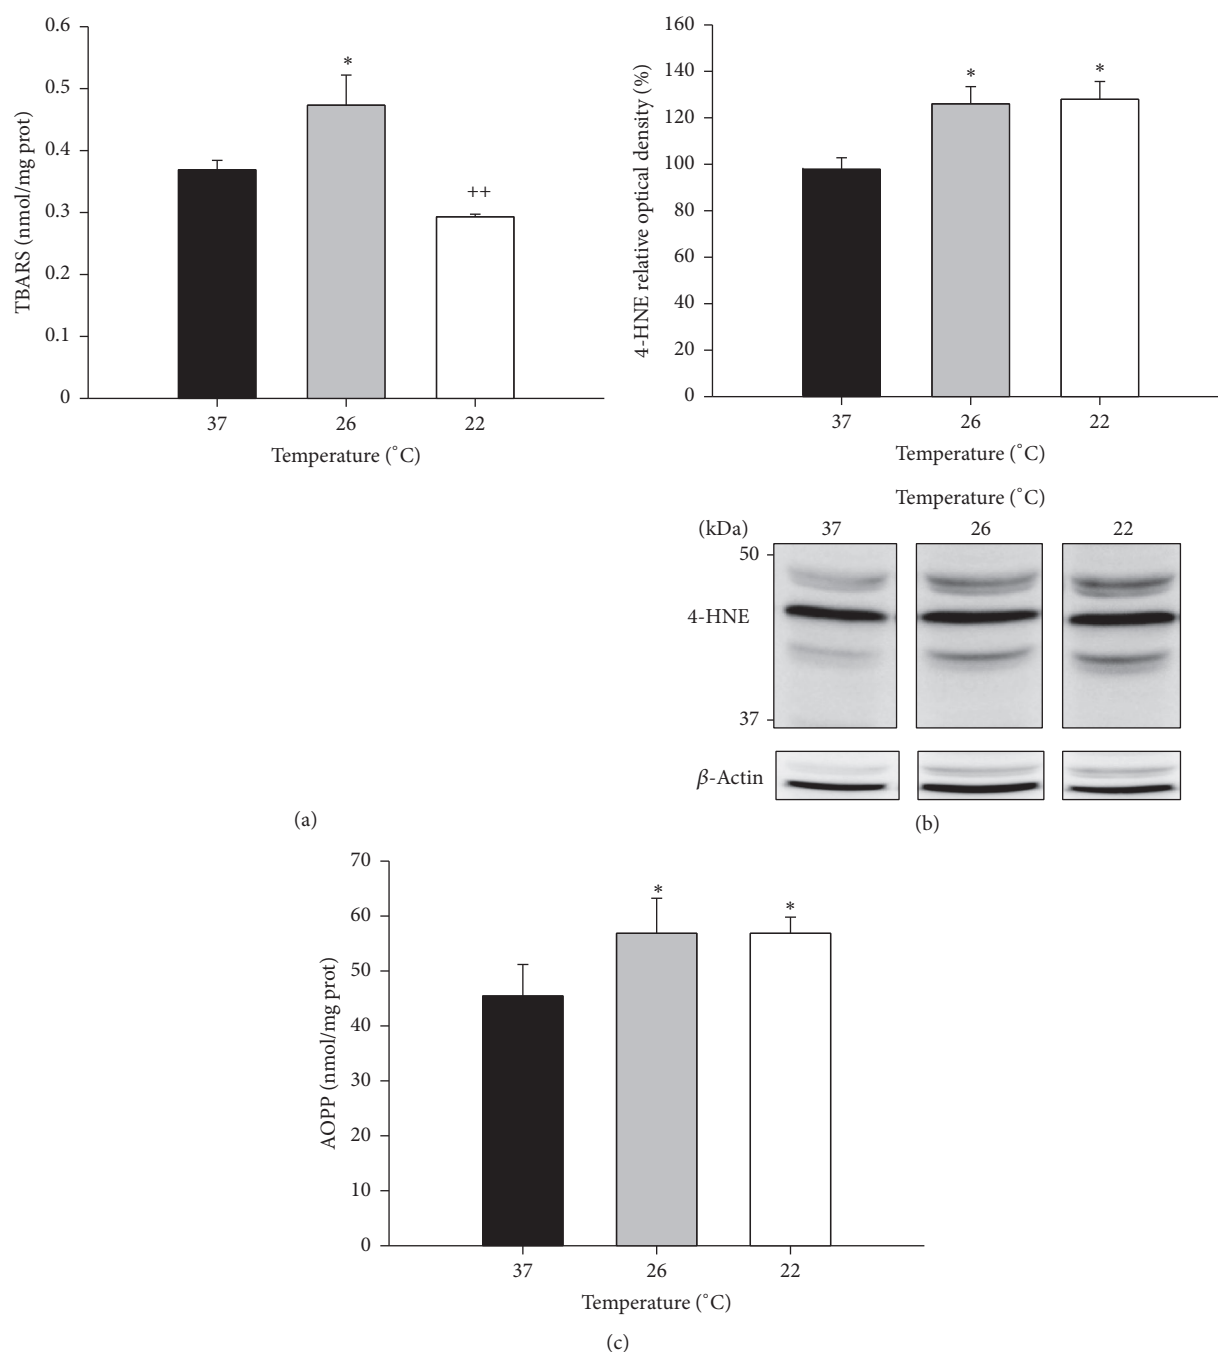 0.6
0.5
0.4
0.3
0.2
0.1
0
TBARS (nmol/mg prot)
*
++
37 26 22
Temperature (˚C)
(a)
160
140
120
100
80
60
40
20
0
4-HNE relative optical density (%)
* *
37 26 22
Temperature (˚C)
Temperature (˚C)
(kDa) 37 26 22
50
4-HNE
37
β-Actin
(b)
70
60
50
40
30
20
10
0
AOPP (nmol/mg prot)
* *
37 26 22
Temperature (˚C)
(c)